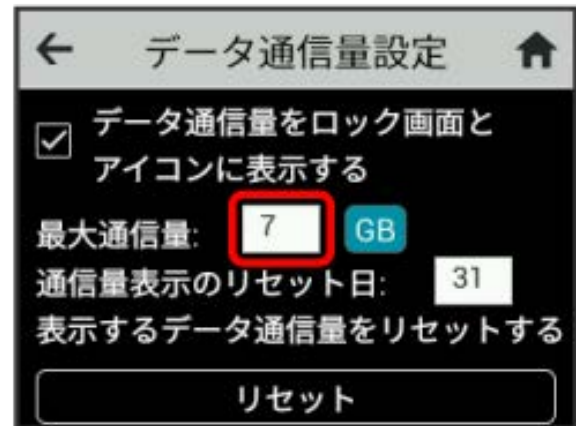 データ通信量設定
データ通信量をロック画面と
アイコンに表示する
最大通信量: 7 GB
通信量表示のリセット日: 31
表示するデータ通信量をリセットする
リセット